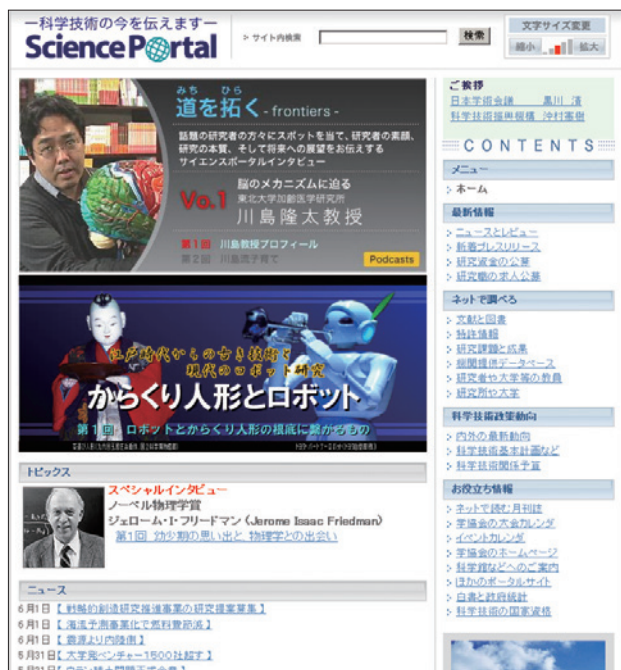 －科学技術の今を伝えます－
Science Portal
> サイト内検索
検索
文字サイズ変更
縮小
拡大
みち ひら
道を拓く - frontiers -
話題の研究者の方々にスポットを当て、研究者の素顔、
研究の本質、そして将来への展望をお伝えする
サイエンスポータルインタビュー
Vo.1
脳のメカニズムに迫る
東北大学加齢医学研究所
川島隆太教授
第1回 川島教授プロフィール
第2回 川島流子育て
Podcasts
江戸時代からの古き技術と
現代のロボット研究
からくり人形とロボット
第1回 ロボットとからくり人形の根底に繋がるもの
トピックス
スペシャルインタビュー
ノーベル物理学賞
ジェローム・I・フリードマン (Jerome Isaac Friedman)
第1回 幼少期の思い出と、物理学との出会い
ニュース
6月1日【 戦略的創造研究推進事業の研究提案募集 】
6月1日【 海流予測事業化で燃料費節減 】
6月1日【 震源より内陸側 】
5月31日【 大学発ベンチャー1500社超す 】
5月31日
ご挨拶
日本学術会議 黒川 清
科学技術振興機構 沖村憲樹
CONTENTS
メニュー
> ホーム
最新情報
> ニュースとレビュー
> 新着プレスリリース
> 研究資金の公募
> 研究職の求人公募
ネットで調べる
> 文献と図書
> 特許情報
> 研究課題と成果
> 機関提供データベース
> 研究者や大学等の教員
> 研究所や大学
科学技術政策動向
> 内外の最新動向
> 科学技術基本計画など
> 科学技術関係予算
お役立ち情報
> ネットで読む月刊誌
> 学協会の大会カレンダ
> イベントカレンダ
> 学協会のホームページ
> 科学館などへのご案内
> ほかのポータルサイト
> 白書と政府統計
> 科学技術の国家資格